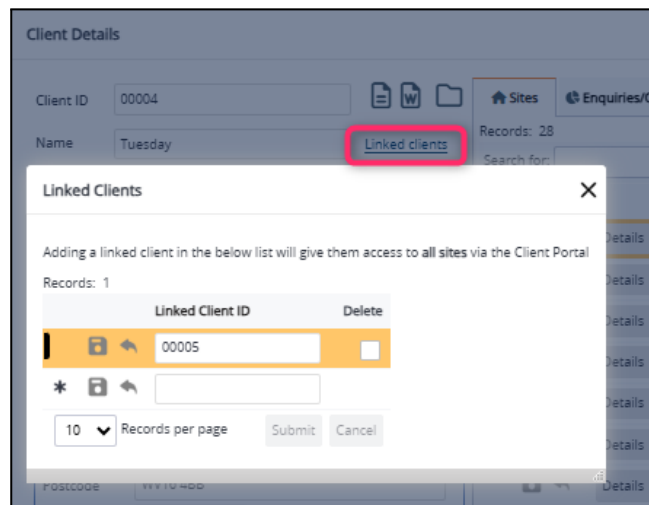 Client Details
Client ID 00004
Sites Enquiries/
Name Tuesday Linked clients
Records: 28
Search for:
Linked Clients
Details
Adding a linked client in the below list will give them access to all sites via the Client Portal
Records: 1
Details
Linked Client ID Delete
Details
00005
Details
*
Details
10 Records per page Submit Cancel
Details
Postcode WV10 4BB
Details